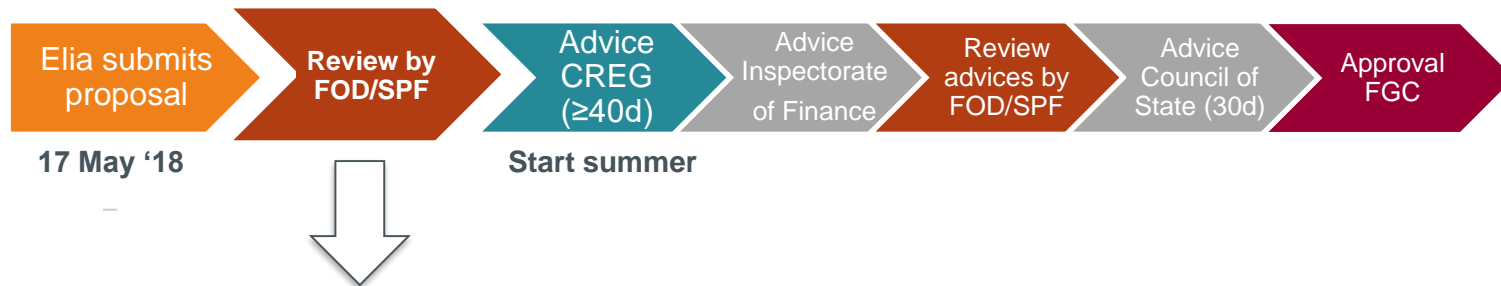 Elia submits
proposal
Review by
FOD/SPF
Advice
CREG
(≥40d)
Advice
Inspectorate
of Finance
Review
advices by
FOD/SPF
Advice
Council of
State (30d)
Approval
FGC
17 May ‘18
Start summer
–